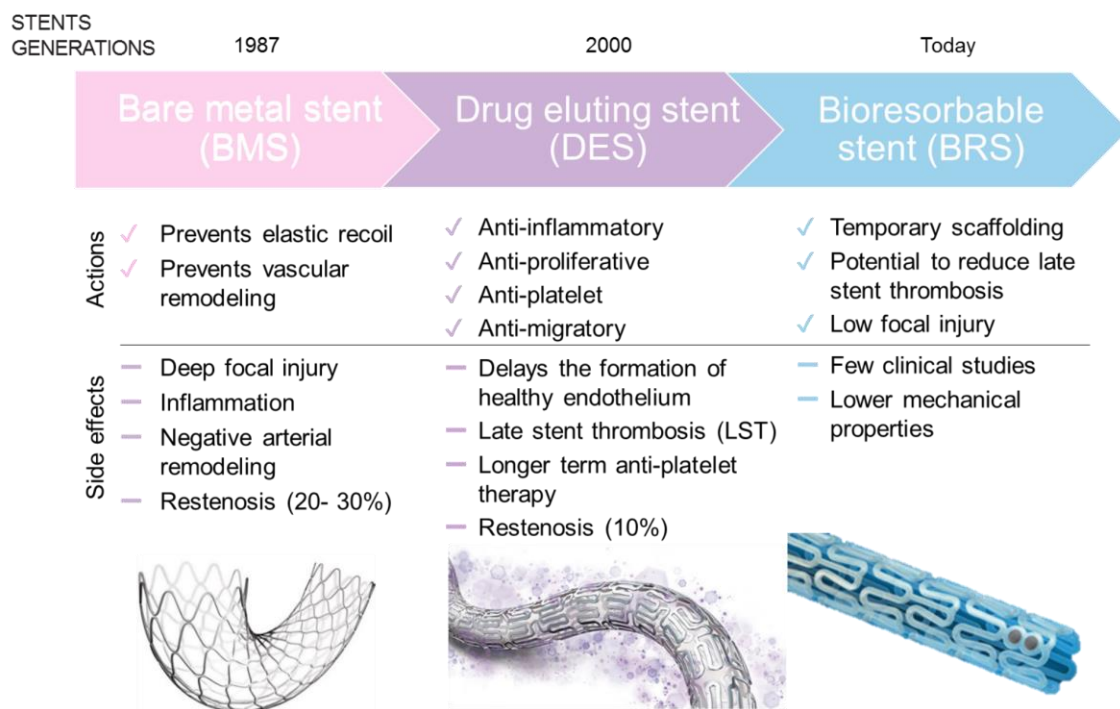 STENTS
GENERATIONS
1987
2000
Today
Bare metal stent
(BMS)
Drug eluting stent
(DES)
Bioresorbable
stent (BRS)
Actions
Prevents elastic recoil
Prevents vascular
remodeling
Anti-inflammatory
Anti-proliferative
Anti-platelet
Anti-migratory
Temporary scaffolding
Potential to reduce late
stent thrombosis
Low focal injury
Side effects
Deep focal injury
Inflammation
Negative arterial
remodeling
Restenosis (20- 30%)
Delays the formation of
healthy endothelium
Late stent thrombosis (LST)
Longer term anti-platelet
therapy
Restenosis (10%)
Few clinical studies
Lower mechanical
properties